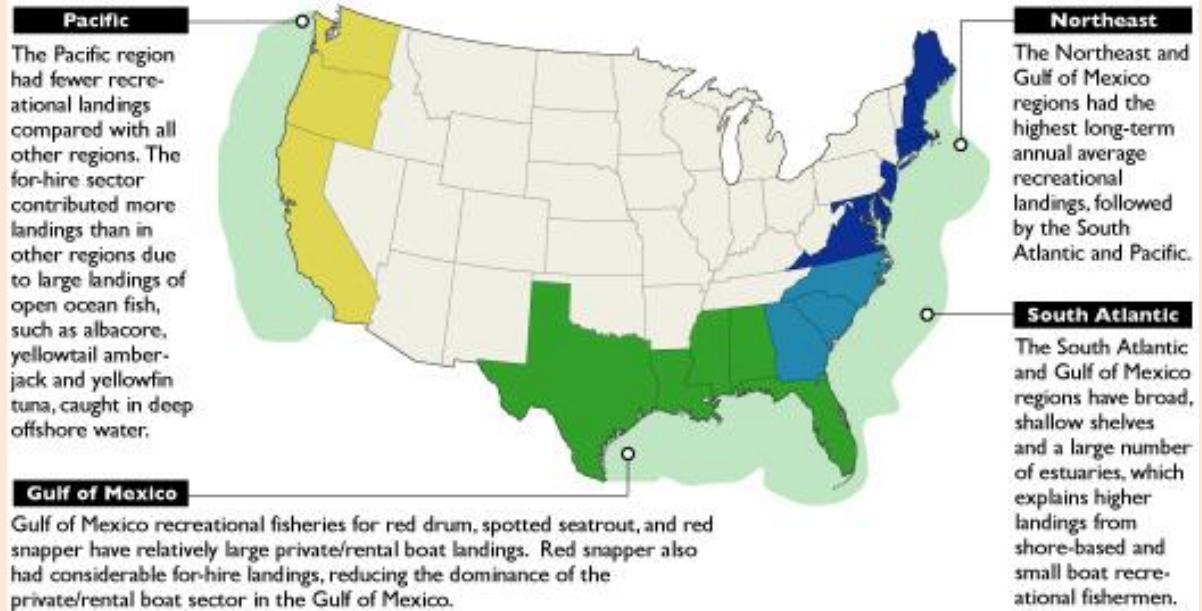 Pacific
The Pacific region
had fewer recre-
ational landings
compared with all
other regions. The
for-hire sector
contributed more
landings than in
other regions due
to large landings of
open ocean fish,
such as albacore,
yellowtail amber-
jack and yellowfin
tuna, caught in deep
offshore water.
Northeast
The Northeast and
Gulf of Mexico
regions had the
highest long-term
annual average
recreational
landings, followed
by the South
Atlantic and Pacific.
South Atlantic
The South Atlantic
and Gulf of Mexico
regions have broad,
shallow shelves
and a large number
of estuaries, which
explains higher
landings from
shore-based and
small boat recre-
ational fishermen.
Gulf of Mexico
Gulf of Mexico recreational fisheries for red drum, spotted seatrout, and red
snapper have relatively large private/rental boat landings. Red snapper also
had considerable for-hire landings, reducing the dominance of the
private/rental boat sector in the Gulf of Mexico.